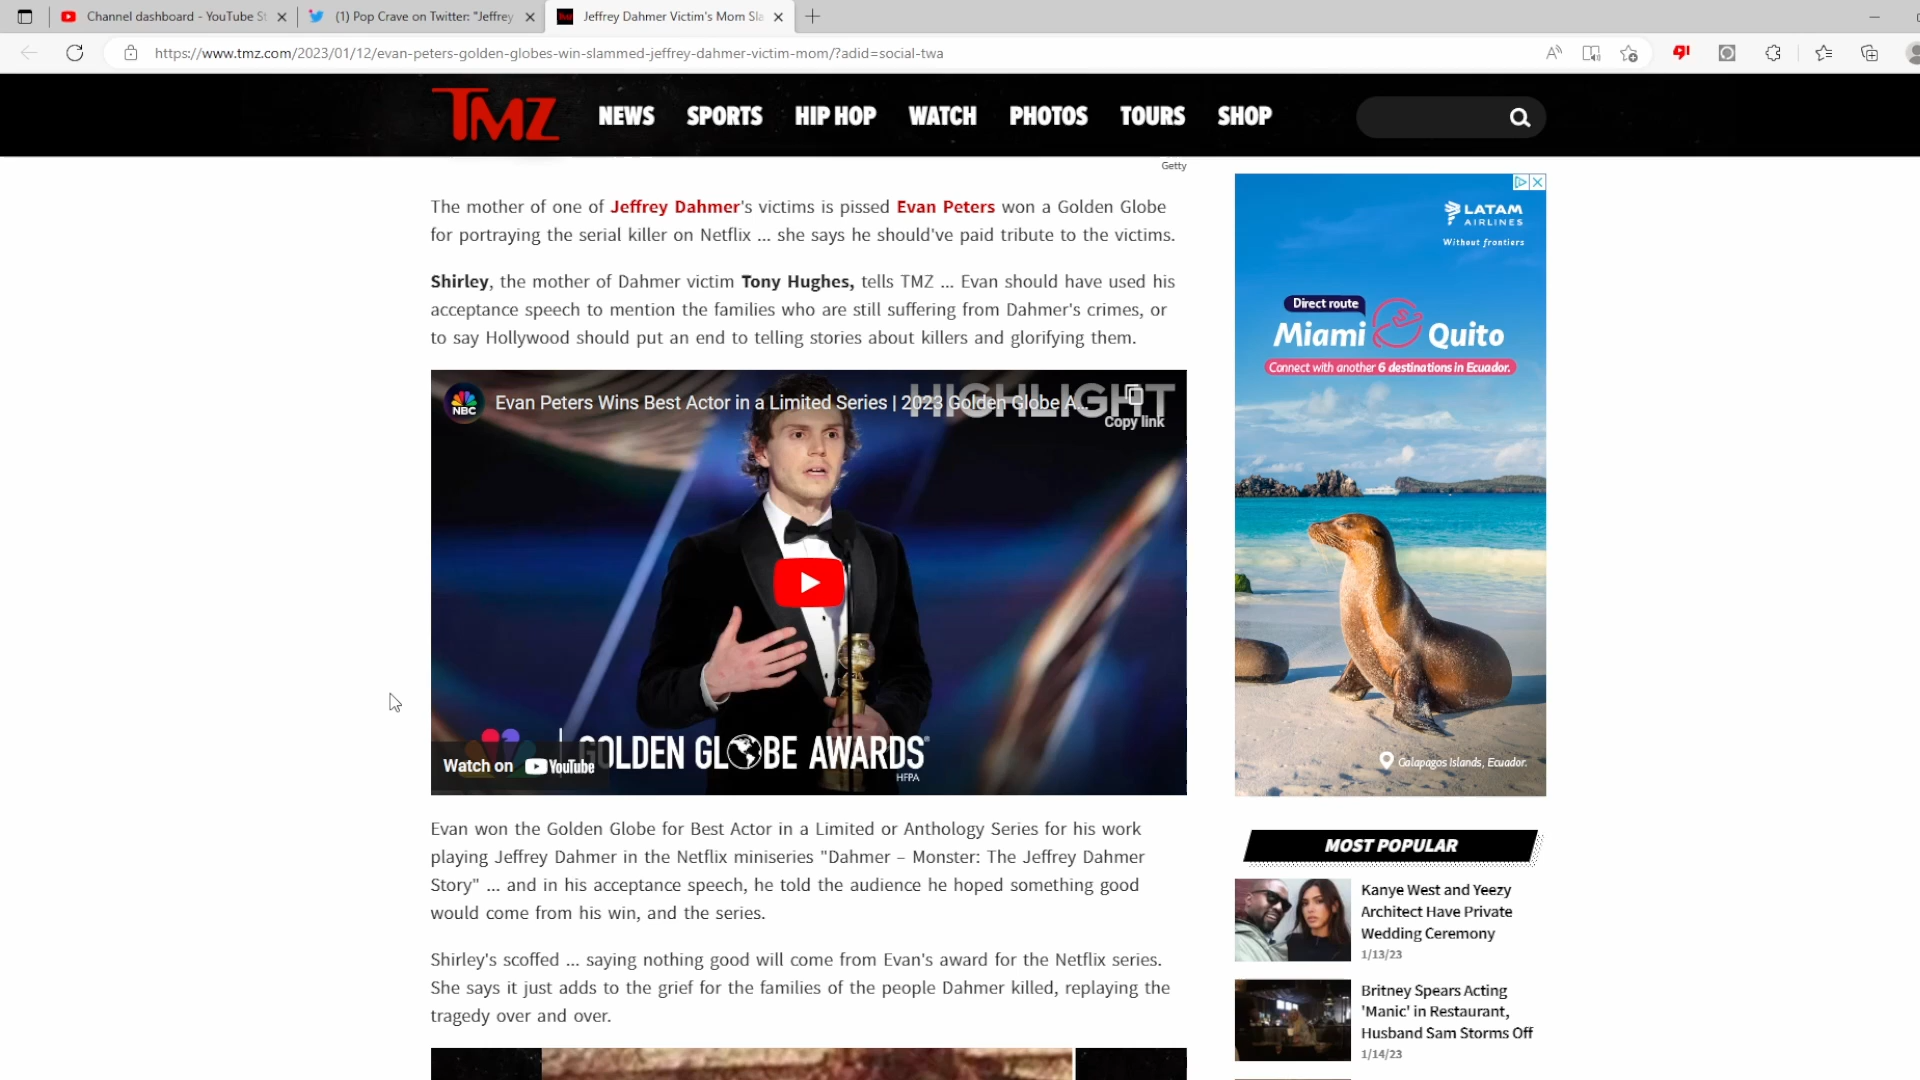 Channel dashboard - YouTube St
(1) Pop Crave on Twitter: "Jeffrey
Jeffrey Dahmer Victim's Mom Sla
https://www.tmz.com/2023/01/12/evan-peters-golden-globes-win-slammed-jeffrey-dahmer-victim-mom/?adid=social-twa
TMZ NEWS SPORTS HIP HOP WATCH PHOTOS TOURS SHOP
Getty
The mother of one of Jeffrey Dahmer's victims is pissed Evan Peters won a Golden Globe
for portraying the serial killer on Netflix ... she says he should've paid tribute to the victims.
Shirley, the mother of Dahmer victim Tony Hughes, tells TMZ ... Evan should have used his
acceptance speech to mention the families who are still suffering from Dahmer's crimes, or
to say Hollywood should put an end to telling stories about killers and glorifying them.
NBC
Evan Peters Wins Best Actor in a Limited Series | 2023 Golden Globe A...
HIGHLIGHT
Copy link
GOLDEN GLOBE AWARDS
HFPA
Watch on YouTube
Evan won the Golden Globe for Best Actor in a Limited or Anthology Series for his work
playing Jeffrey Dahmer in the Netflix miniseries "Dahmer – Monster: The Jeffrey Dahmer
Story" ... and in his acceptance speech, he told the audience he hoped something good
would come from his win, and the series.
Shirley's scoffed ... saying nothing good will come from Evan's award for the Netflix series.
She says it just adds to the grief for the families of the people Dahmer killed, replaying the
tragedy over and over.
LATAM
AIRLINES
Without frontiers
Direct route
Miami Quito
Connect with another 6 destinations in Ecuador.
Galapagos Islands, Ecuador.
MOST POPULAR
Kanye West and Yeezy
Architect Have Private
Wedding Ceremony
1/13/23
Britney Spears Acting
'Manic' in Restaurant,
Husband Sam Storms Off
1/14/23